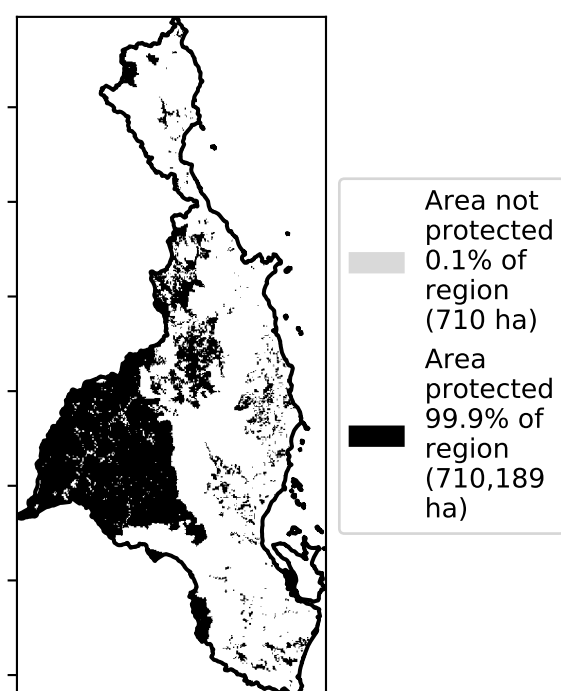 Area not
protected
0.1% of
region
(710 ha)
Area
protected
99.9% of
region
(710,189
ha)